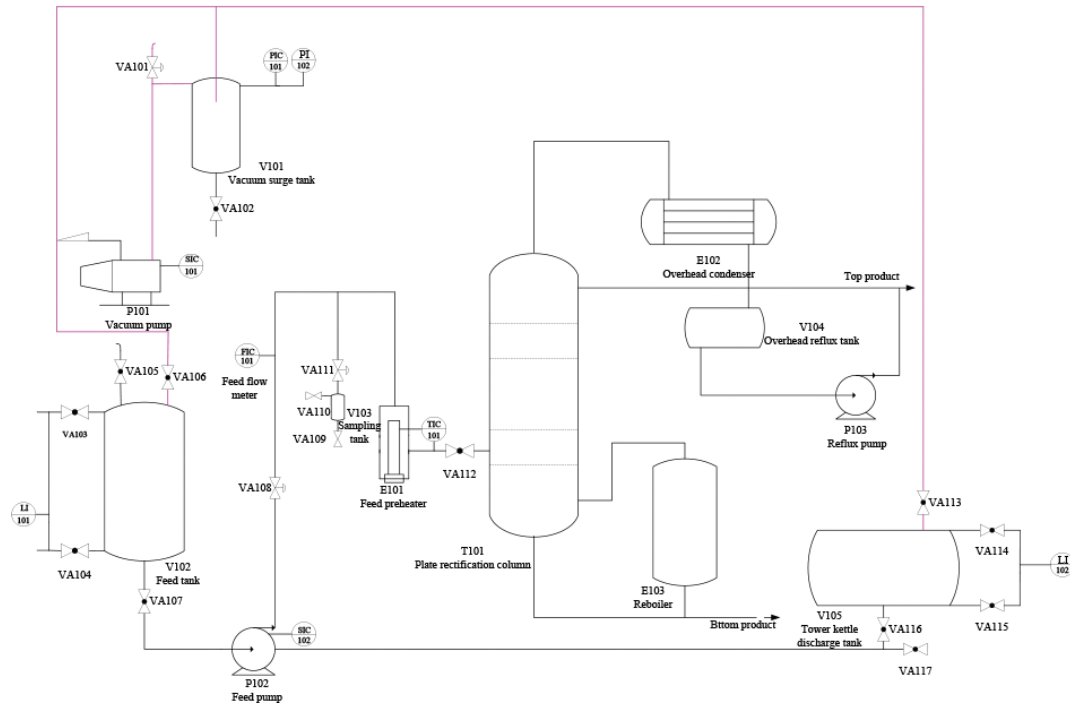 VA101
PIC
101
PI
102
V101
Vacuum surge tank
VA102
SIC
101
P101
Vacuum pump
E102
Overhead condenser
Top product
V104
Overhead reflux tank
P103
Reflux pump
VA105
VA106
FIC
101
Feed flow
meter
VA111
VA110
V103
Sampling
tank
VA109
TIC
101
VA112
E101
Feed preheater
VA103
VA108
LI
101
VA104
V102
Feed tank
VA107
T101
Plate rectification column
E103
Reboiler
Bttom product
VA113
VA114
LI
102
VA115
V105
Tower kettle
discharge tank
VA116
VA117
SIC
102
P102
Feed pump